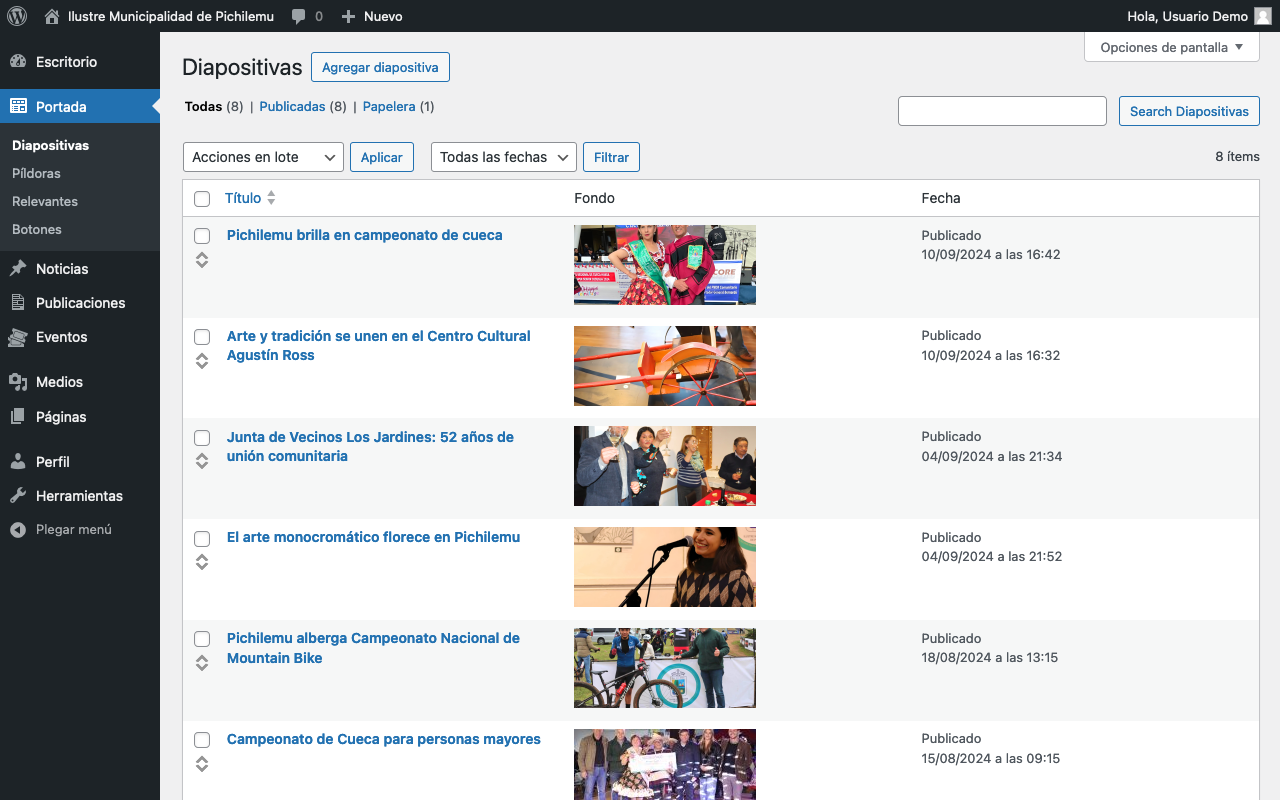 Ilustre Municipalidad de Pichilemu
0
Nuevo
Hola, Usuario Demo
Escritorio
Portada
Diapositivas
Píldoras
Relevantes
Botones
Noticias
Publicaciones
Eventos
Medios
Páginas
Perfil
Herramientas
Plegar menú
Opciones de pantalla
Diapositivas
Agregar diapositiva
Todas (8) | Publicadas (8) | Papelera (1)
Search Diapositivas
Acciones en lote
Aplicar
Todas las fechas
Filtrar
8 ítems
Título
Fondo
Fecha
Pichilemu brilla en campeonato de cueca
CORE
Publicado
10/09/2024 a las 16:42
Arte y tradición se unen en el Centro Cultural
Agustín Ross
Publicado
10/09/2024 a las 16:32
Junta de Vecinos Los Jardines: 52 años de
unión comunitaria
Publicado
04/09/2024 a las 21:34
El arte monocromático florece en Pichilemu
Publicado
04/09/2024 a las 21:52
Pichilemu alberga Campeonato Nacional de
Mountain Bike
Publicado
18/08/2024 a las 13:15
Campeonato de Cueca para personas mayores
Publicado
15/08/2024 a las 09:15